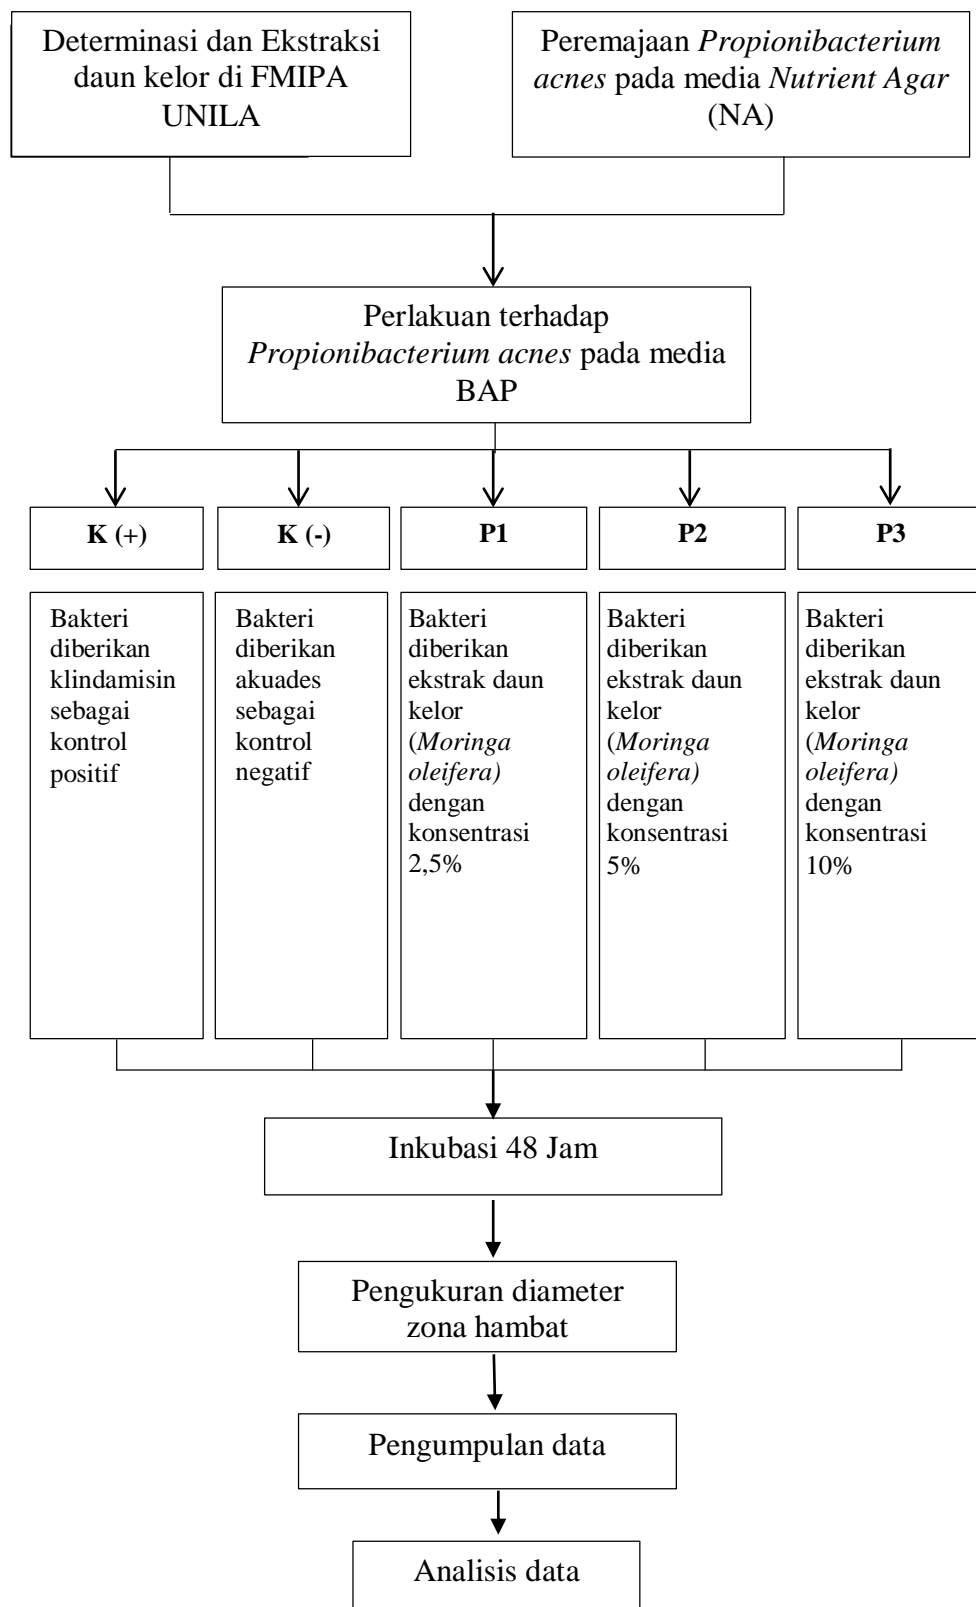 Determinasi dan Ekstraksi
daun kelor di FMIPA
UNILA
Peremajaan Propionibacterium
acnes pada media Nutrient Agar
(NA)
Perlakuan terhadap
Propionibacterium acnes pada media
BAP
K (+)
K (-)
P1
P2
P3
Bakteri
diberikan
klindamisin
sebagai
kontrol
positif
Bakteri
diberikan
akuades
sebagai
kontrol
negatif
Bakteri
diberikan
ekstrak daun
kelor
(Moringa
oleifera)
dengan
konsentrasi
2,5%
Bakteri
diberikan
ekstrak daun
kelor
(Moringa
oleifera)
dengan
konsentrasi
5%
Bakteri
diberikan
ekstrak daun
kelor
(Moringa
oleifera)
dengan
konsentrasi
10%
Inkubasi 48 Jam
Pengukuran diameter
zona hambat
Pengumpulan data
Analisis data